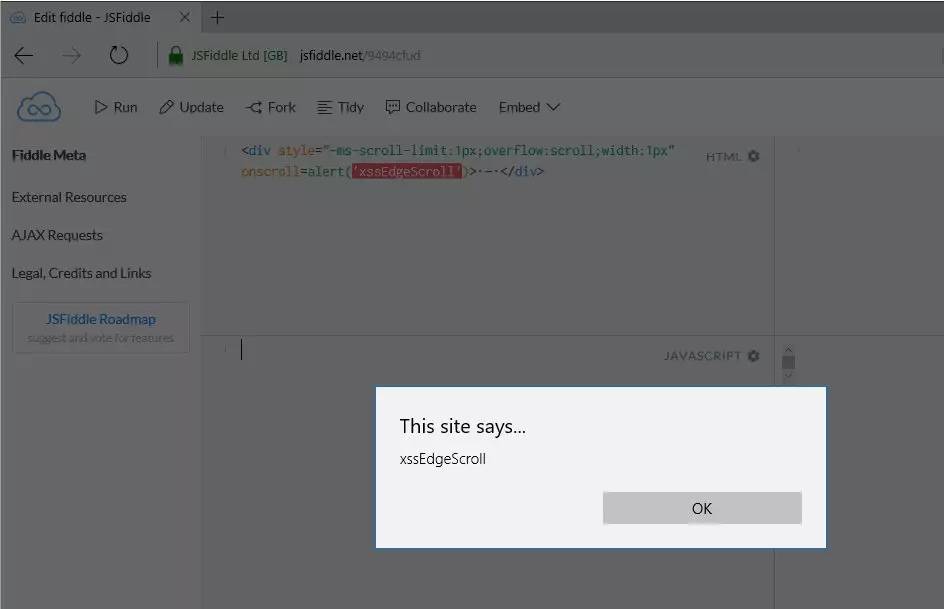 Edit fiddle - JSFiddle
JSFiddle Ltd [GB] jsfiddle.net/9494cfud
Run Update Fork Tidy Collaborate Embed
Fiddle Meta
External Resources
AJAX Requests
Legal, Credits and Links
JSFiddle Roadmap
suggest and vote for features
1 <div style="-ms-scroll-limit:1px;overflow:scroll;width:1px"
onscroll=alert('xssEdgeScroll')>·—·</div>
HTML
1
JAVASCRIPT
This site says...
xssEdgeScroll
OK